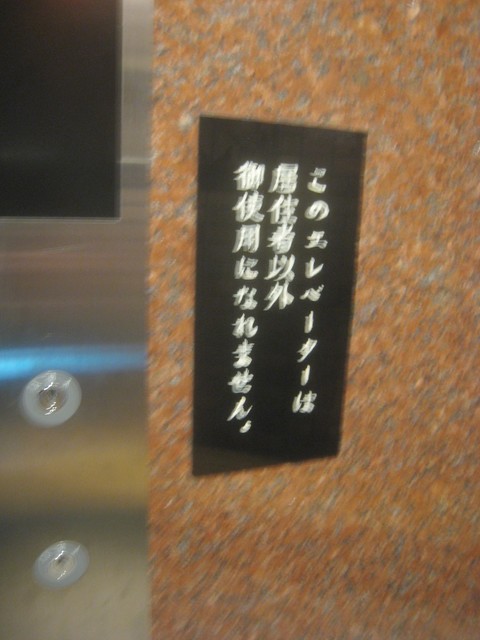 このエレベーターは
居住者以外
御使用になれません。